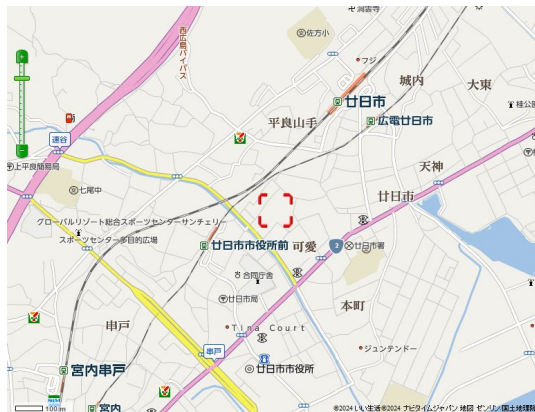 洞雲寺
佐方小
フジ
西広島バイパス
城内
大東
廿日市
桂公園
広電廿日市
平良山手
速谷
天神
上平良簡易局
七尾中
廿日市
グローバルリゾート総合スポーツセンターサンチェリー
スポーツセンター多目的広場
廿日市市役所前
可愛
2
廿日市署
合同庁舎
廿日市局
本町
串戸
Tina Court
串戸
ジュンテンドー
宮内串戸
廿日市市役所
宮内
100m
©2024 いい生活 ©2024 ナビタイムジャパン 地図 ゼンリン/国土地理院